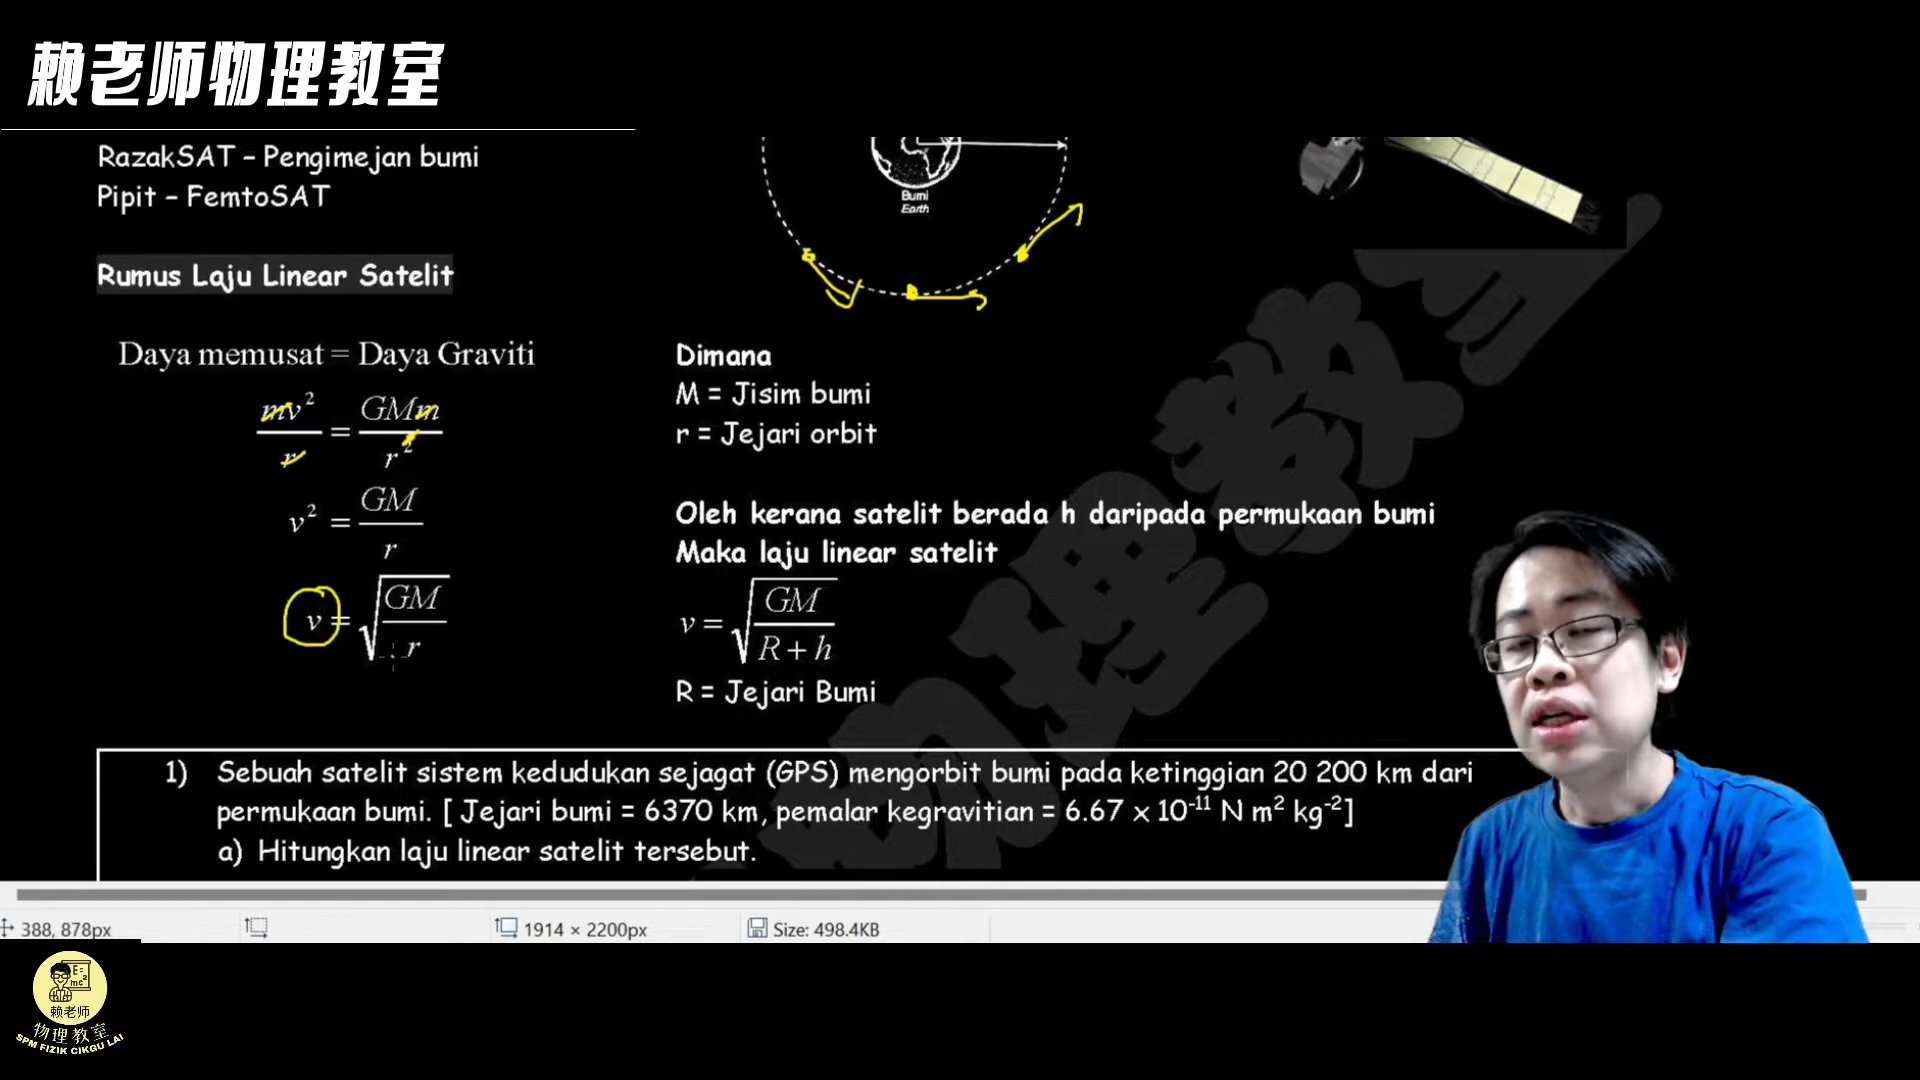 赖老师物理教室
RazakSAT – Pengimejan bumi
Pipit – FemtoSAT
Bumi
Earth
Rumus Laju Linear Satelit
Daya memusat = Daya Graviti
mv² / r = GMm / r²
v² = GM / r
v = √(GM / r)
Dimana
M = Jisim bumi
r = Jejari orbit
Oleh kerana satelit berada h daripada permukaan bumi
Maka laju linear satelit
v = √(GM / R + h)
R = Jejari Bumi
1) Sebuah satelit sistem kedudukan sejagat (GPS) mengorbit bumi pada ketinggian 20 200 km dari
permukaan bumi. [ Jejari bumi = 6370 km, pemalar kegravitian = 6.67 x 10⁻¹¹ N m² kg⁻²]
a) Hitungkan laju linear satelit tersebut.
物理教
388, 878px
1914 × 2200px
Size: 498.4KB
E=
mc²
赖老师
物理教室
SPM FIZIK CIKGU LAI